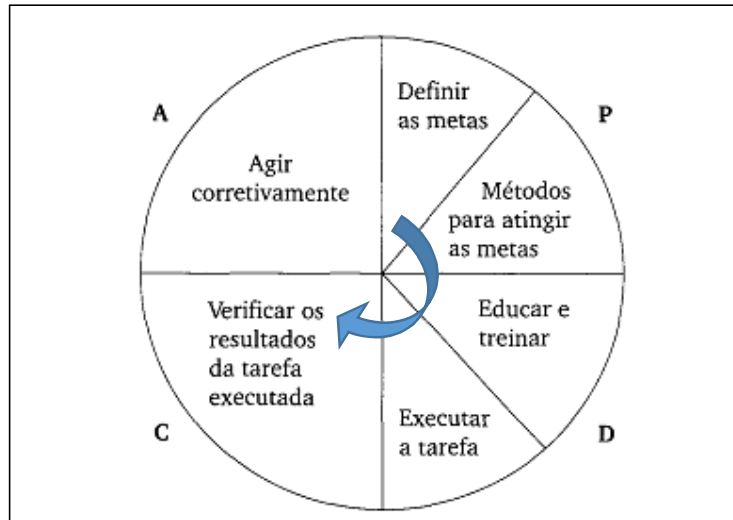 A
P
Definir
as metas
Agir
corretivamente
Métodos
para atingir
as metas
Verificar os
resultados
da tarefa
executada
Educar e
treinar
Executar
a tarefa
C
D